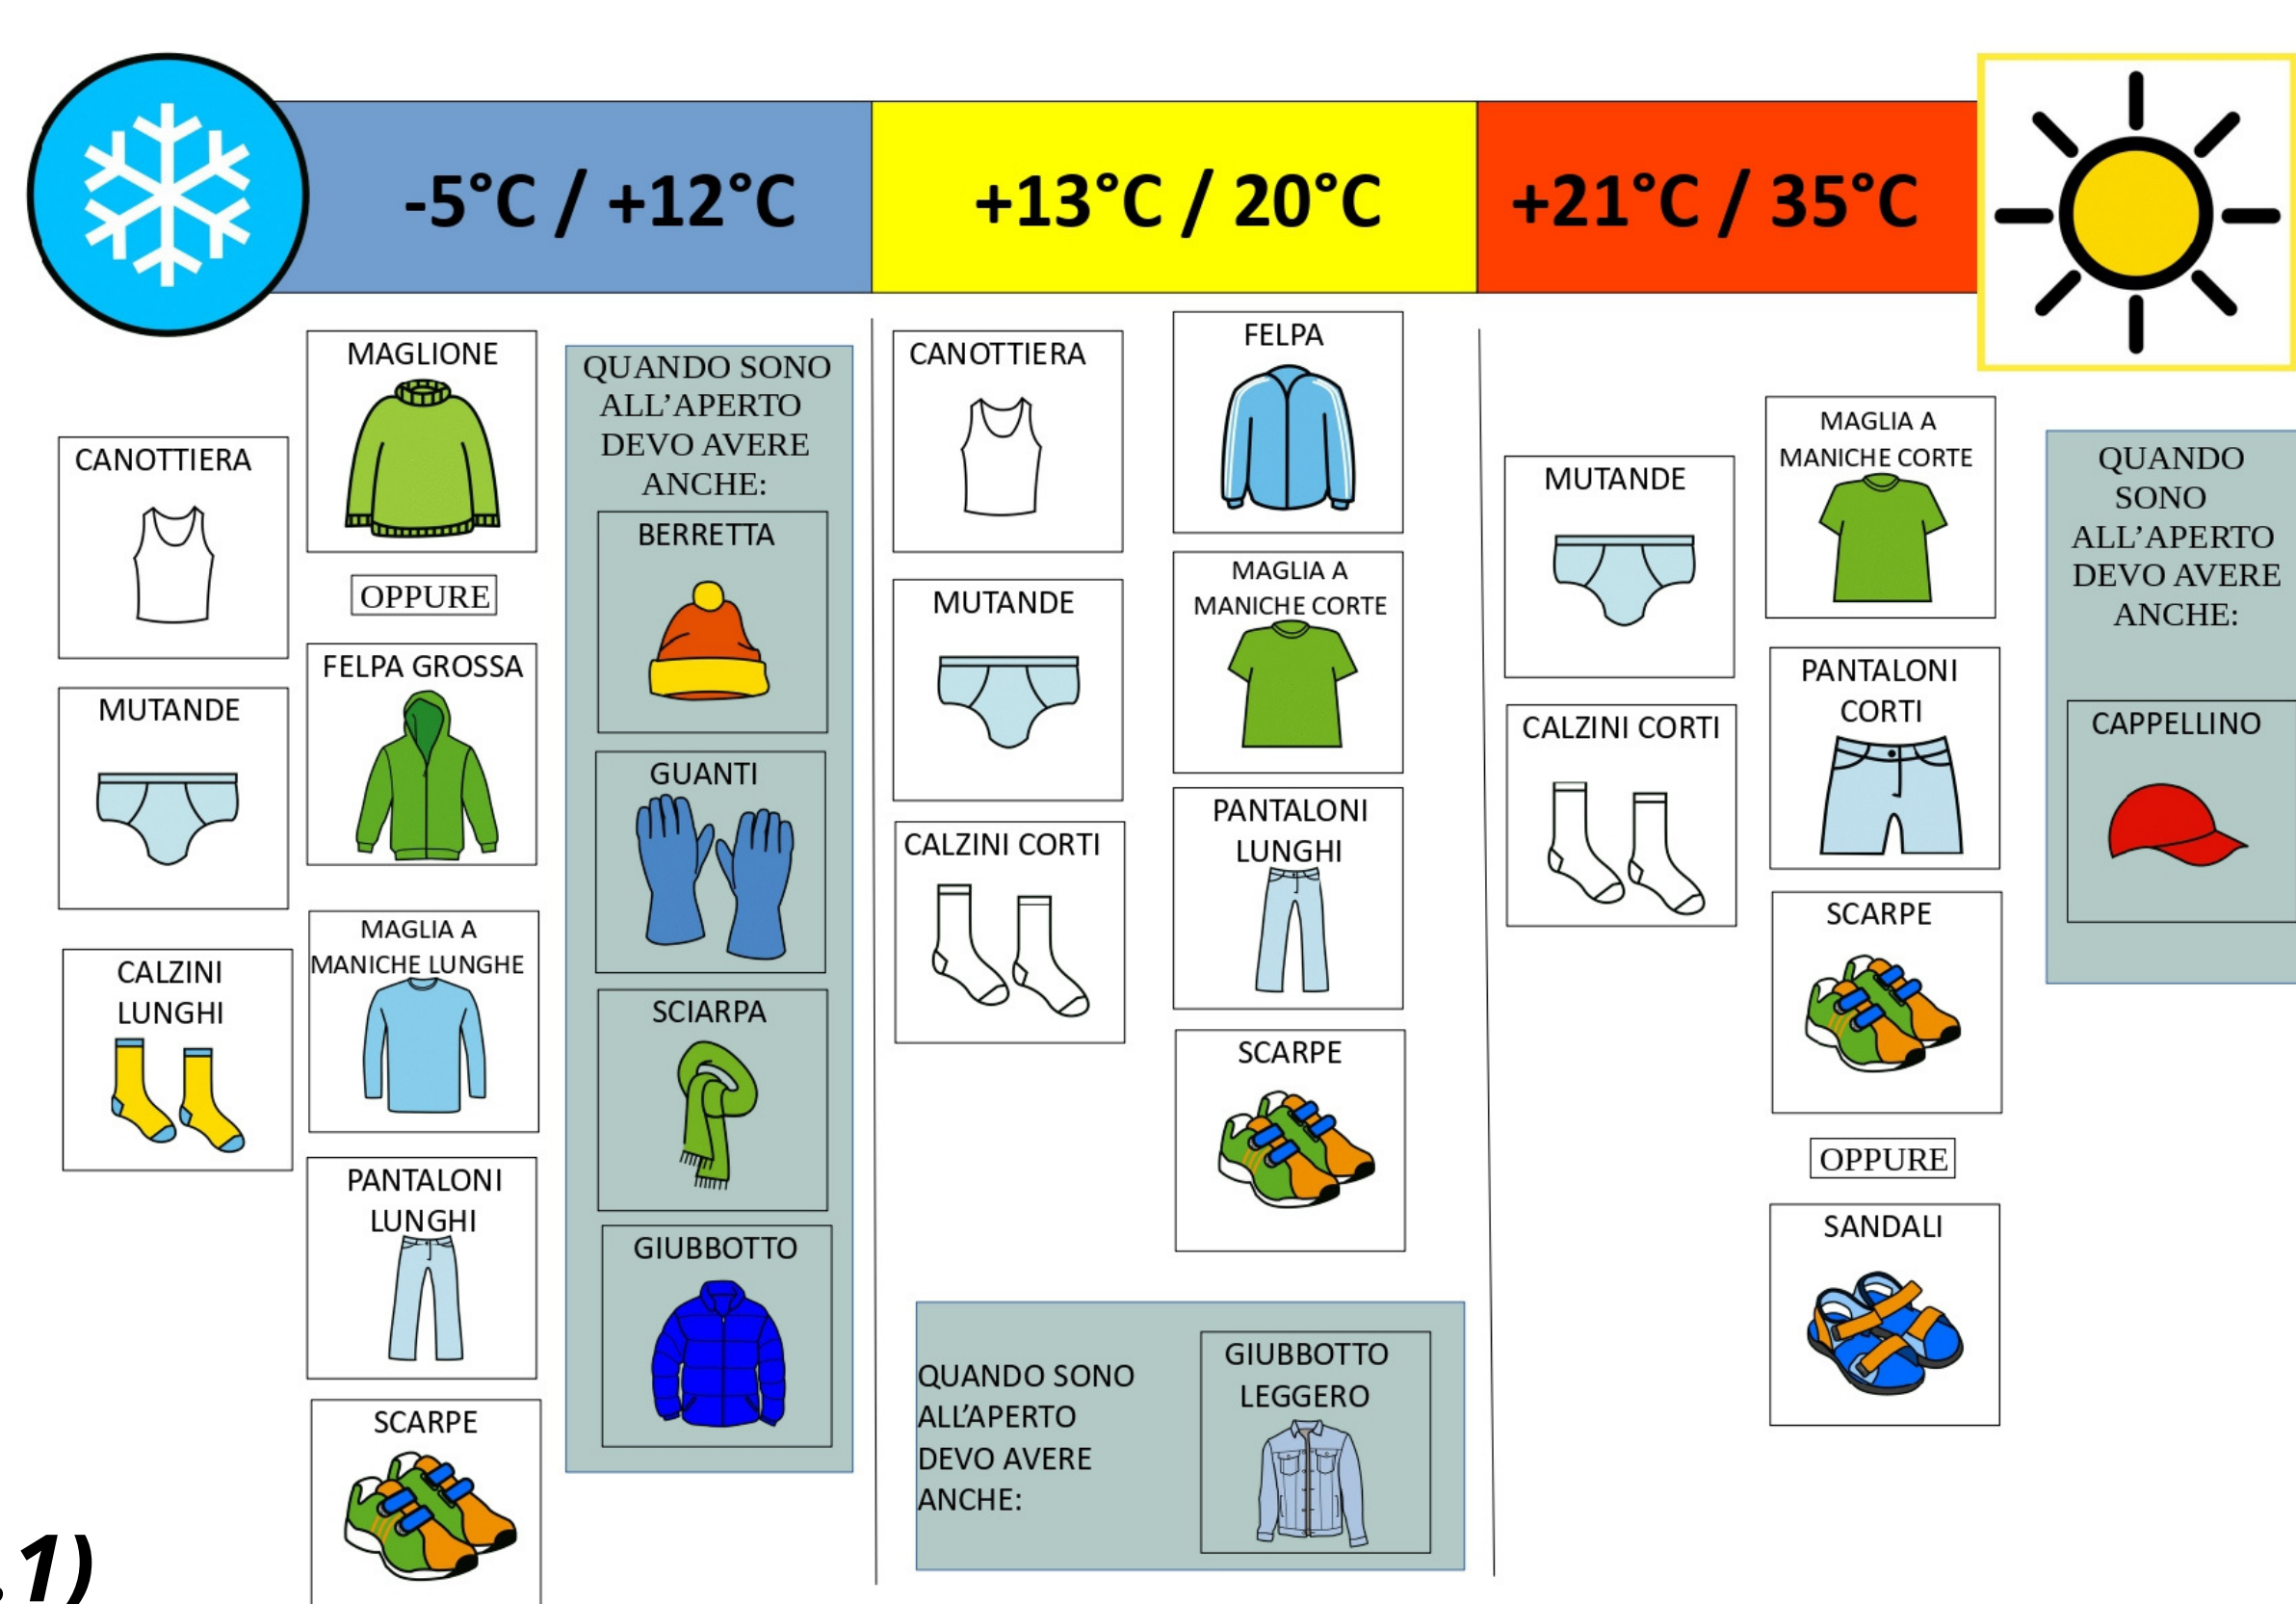 -5°C / +12°C
+13°C / 20°C
+21°C / 35°C
CANOTTIERA
MUTANDE
CALZINI
LUNGHI
MAGLIONE
OPPURE
FELPA GROSSA
MAGLIA A
MANICHE LUNGHE
PANTALONI
LUNGHI
SCARPE
QUANDO SONO
ALL’APERTO
DEVO AVERE
ANCHE:
BERRETTA
GUANTI
SCIARPA
GIUBBOTTO
CANOTTIERA
MUTANDE
CALZINI CORTI
FELPA
MAGLIA A
MANICHE CORTE
PANTALONI
LUNGHI
SCARPE
QUANDO SONO
ALL’APERTO
DEVO AVERE
ANCHE:
GIUBBOTTO
LEGGERO
MUTANDE
CALZINI CORTI
MAGLIA A
MANICHE CORTE
PANTALONI
CORTI
SCARPE
OPPURE
SANDALI
QUANDO
SONO
ALL’APERTO
DEVO AVERE
ANCHE:
CAPPELLINO
.1)